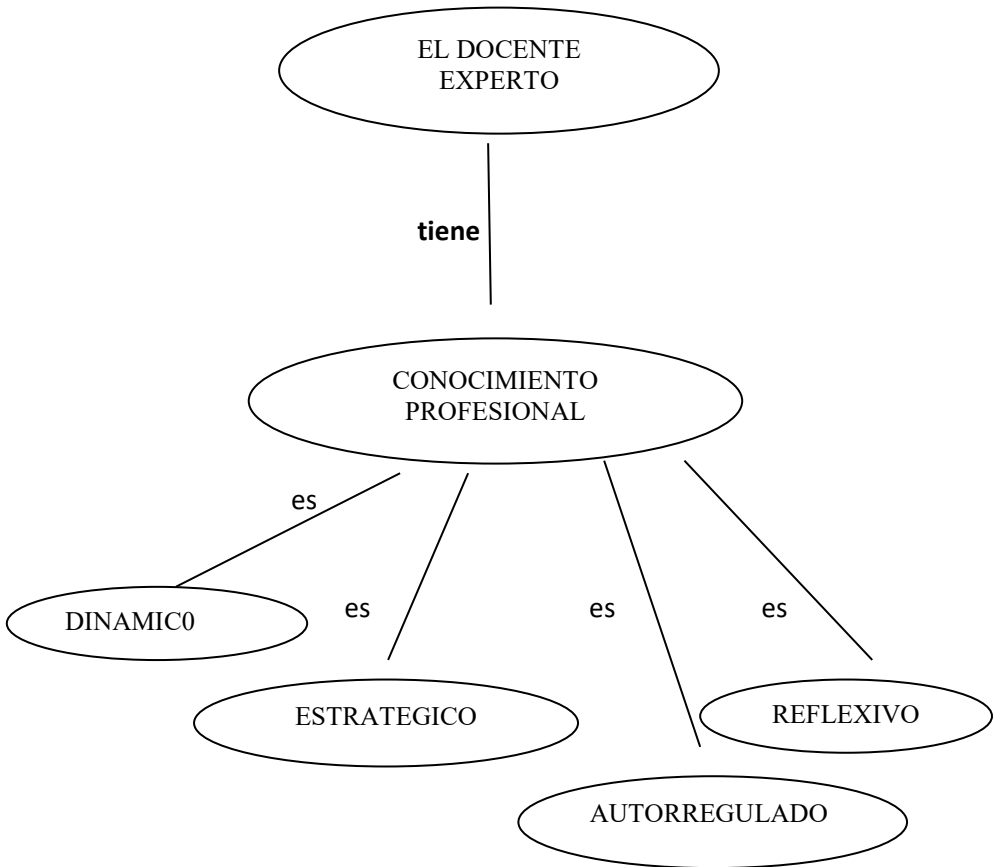 EL DOCENTE
EXPERTO
tiene
CONOCIMIENTO
PROFESIONAL
es
DINAMIC0
es
es
es
ESTRATEGICO
REFLEXIVO
AUTORREGULADO